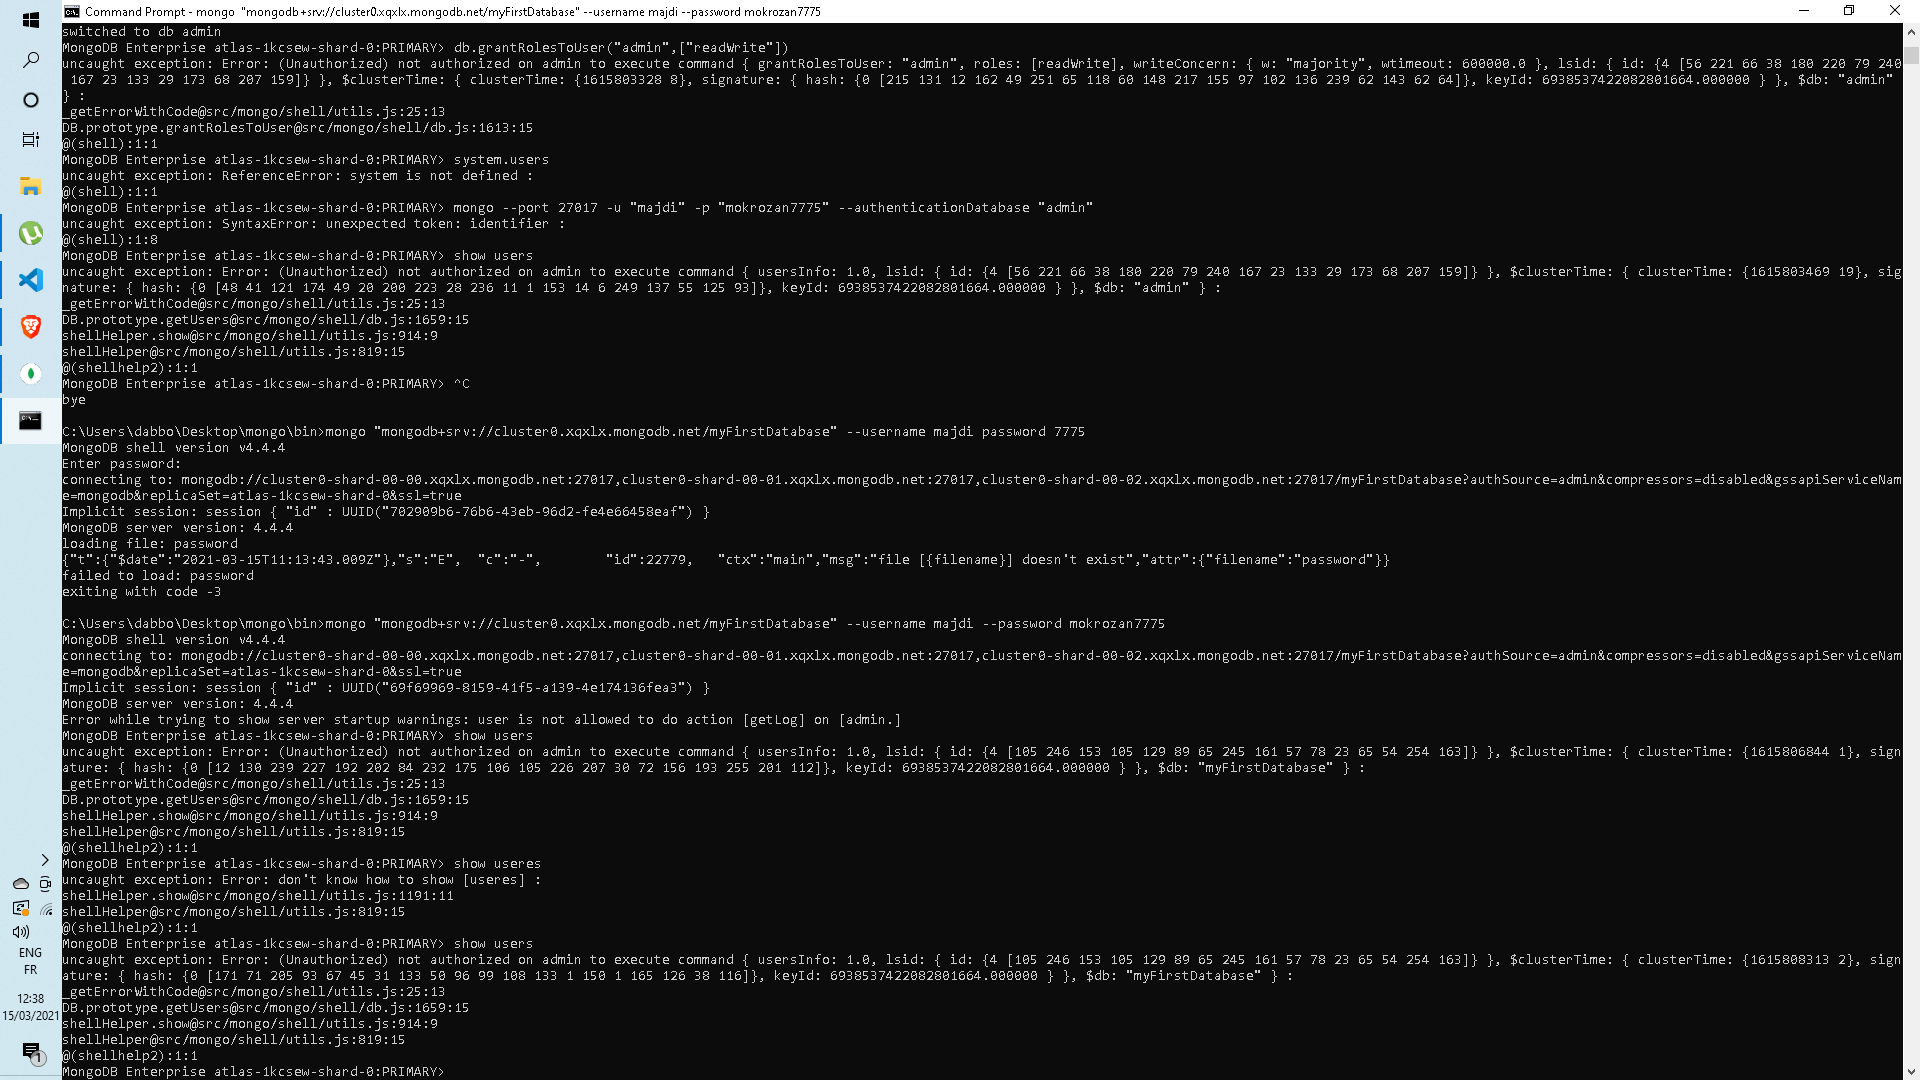 Command Prompt - mongo "mongodb+srv://cluster0.xqxlx.mongodb.net/myFirstDatabase" --username majdi --password mokrozan7775
switched to db admin
MongoDB Enterprise atlas-1kcsew-shard-0:PRIMARY> db.grantRolesToUser("admin",["readWrite"])
uncaught exception: Error: (Unauthorized) not authorized on admin to execute command { grantRolesToUser: "admin", roles: [readWrite], writeConcern: { w: "majority", wtimeout: 600000.0 }, lsid: { id: {4 [56 221 66 38 180 220 79 240
167 23 133 29 173 68 207 159]} }, $clusterTime: { clusterTime: {1615803328 8}, signature: { hash: {0 [215 131 12 162 49 251 65 118 60 148 217 155 97 102 136 239 62 143 62 64]}, keyId: 6938537422082801664.000000 } }, $db: "admin"
} :
_getErrorWithCode@src/mongo/shell/utils.js:25:13
DB.prototype.grantRolesToUser@src/mongo/shell/db.js:1613:15
@(shell):1:1
MongoDB Enterprise atlas-1kcsew-shard-0:PRIMARY> system.users
uncaught exception: ReferenceError: system is not defined :
@(shell):1:1
MongoDB Enterprise atlas-1kcsew-shard-0:PRIMARY> mongo --port 27017 -u "majdi" -p "mokrozan7775" --authenticationDatabase "admin"
uncaught exception: SyntaxError: unexpected token: identifier :
@(shell):1:8
MongoDB Enterprise atlas-1kcsew-shard-0:PRIMARY> show users
uncaught exception: Error: (Unauthorized) not authorized on admin to execute command { usersInfo: 1.0, lsid: { id: {4 [56 221 66 38 180 220 79 240 167 23 133 29 173 68 207 159]} }, $clusterTime: { clusterTime: {1615803469 19}, sig
nature: { hash: {0 [48 41 121 174 49 20 200 223 28 236 11 1 153 14 6 249 137 55 125 93]}, keyId: 6938537422082801664.000000 } }, $db: "admin" } :
_getErrorWithCode@src/mongo/shell/utils.js:25:13
DB.prototype.getUsers@src/mongo/shell/db.js:1659:15
shellHelper.show@src/mongo/shell/utils.js:914:9
shellHelper@src/mongo/shell/utils.js:819:15
@(shellhelp2):1:1
MongoDB Enterprise atlas-1kcsew-shard-0:PRIMARY> ^C
bye
C:\Users\dabbo\Desktop\mongo\bin>mongo "mongodb+srv://cluster0.xqxlx.mongodb.net/myFirstDatabase" --username majdi password 7775
MongoDB shell version v4.4.4
Enter password:
connecting to: mongodb://cluster0-shard-00-00.xqxlx.mongodb.net:27017,cluster0-shard-00-01.xqxlx.mongodb.net:27017,cluster0-shard-00-02.xqxlx.mongodb.net:27017/myFirstDatabase?authSource=admin&compressors=disabled&gssapiServiceNam
e=mongodb&replicaSet=atlas-1kcsew-shard-0&ssl=true
Implicit session: session { "id" : UUID("702909b6-76b6-43eb-96d2-fe4e66458eaf") }
MongoDB server version: 4.4.4
loading file: password
{"t":{"$date":"2021-03-15T11:13:43.009Z"},"s":"E",  "c":"-",        "id":22779,   "ctx":"main","msg":"file [{filename}] doesn't exist","attr":{"filename":"password"}}
failed to load: password
exiting with code -3
C:\Users\dabbo\Desktop\mongo\bin>mongo "mongodb+srv://cluster0.xqxlx.mongodb.net/myFirstDatabase" --username majdi --password mokrozan7775
MongoDB shell version v4.4.4
connecting to: mongodb://cluster0-shard-00-00.xqxlx.mongodb.net:27017,cluster0-shard-00-01.xqxlx.mongodb.net:27017,cluster0-shard-00-02.xqxlx.mongodb.net:27017/myFirstDatabase?authSource=admin&compressors=disabled&gssapiServiceNam
e=mongodb&replicaSet=atlas-1kcsew-shard-0&ssl=true
Implicit session: session { "id" : UUID("69f69969-8159-41f5-a139-4e174136fea3") }
MongoDB server version: 4.4.4
Error while trying to show server startup warnings: user is not allowed to do action [getLog] on [admin.]
MongoDB Enterprise atlas-1kcsew-shard-0:PRIMARY> show users
uncaught exception: Error: (Unauthorized) not authorized on admin to execute command { usersInfo: 1.0, lsid: { id: {4 [105 246 153 105 129 89 65 245 161 57 78 23 65 54 254 163]} }, $clusterTime: { clusterTime: {1615806844 1}, sign
ature: { hash: {0 [12 130 239 227 192 202 84 232 175 106 105 226 207 30 72 156 193 255 201 112]}, keyId: 6938537422082801664.000000 } }, $db: "myFirstDatabase" } :
_getErrorWithCode@src/mongo/shell/utils.js:25:13
DB.prototype.getUsers@src/mongo/shell/db.js:1659:15
shellHelper.show@src/mongo/shell/utils.js:914:9
shellHelper@src/mongo/shell/utils.js:819:15
@(shellhelp2):1:1
MongoDB Enterprise atlas-1kcsew-shard-0:PRIMARY> show useres
uncaught exception: Error: don't know how to show [useres] :
shellHelper.show@src/mongo/shell/utils.js:1191:11
shellHelper@src/mongo/shell/utils.js:819:15
@(shellhelp2):1:1
MongoDB Enterprise atlas-1kcsew-shard-0:PRIMARY> show users
uncaught exception: Error: (Unauthorized) not authorized on admin to execute command { usersInfo: 1.0, lsid: { id: {4 [105 246 153 105 129 89 65 245 161 57 78 23 65 54 254 163]} }, $clusterTime: { clusterTime: {1615808313 2}, sign
ature: { hash: {0 [171 71 205 93 67 45 31 133 50 96 99 108 133 1 150 1 165 126 38 116]}, keyId: 6938537422082801664.000000 } }, $db: "myFirstDatabase" } :
_getErrorWithCode@src/mongo/shell/utils.js:25:13
DB.prototype.getUsers@src/mongo/shell/db.js:1659:15
shellHelper.show@src/mongo/shell/utils.js:914:9
shellHelper@src/mongo/shell/utils.js:819:15
@(shellhelp2):1:1
MongoDB Enterprise atlas-1kcsew-shard-0:PRIMARY>
ENG
FR
12:38
15/03/2021
1